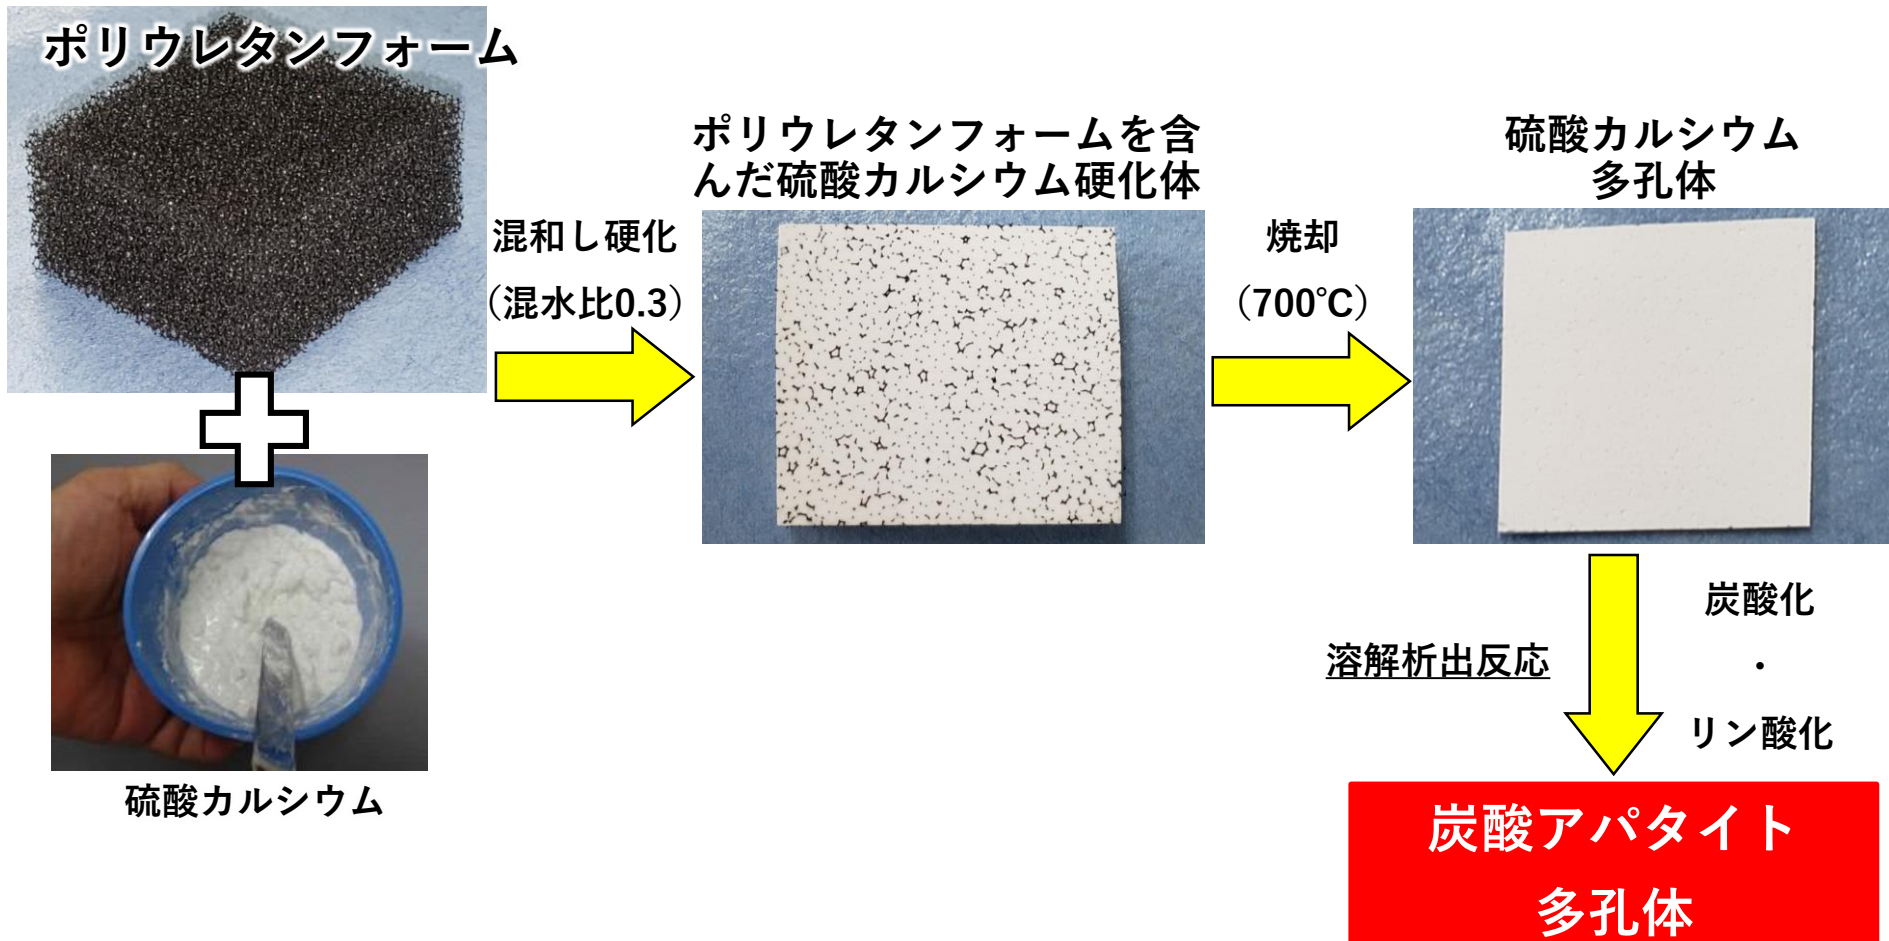 ポリウレタンフォーム
硫酸カルシウム
混和し硬化
（混水比0.3）
ポリウレタンフォームを含
んだ硫酸カルシウム硬化体
焼却
（700℃）
硫酸カルシウム
多孔体
溶解析出反応
炭酸化
・
リン酸化
炭酸アパタイト
多孔体